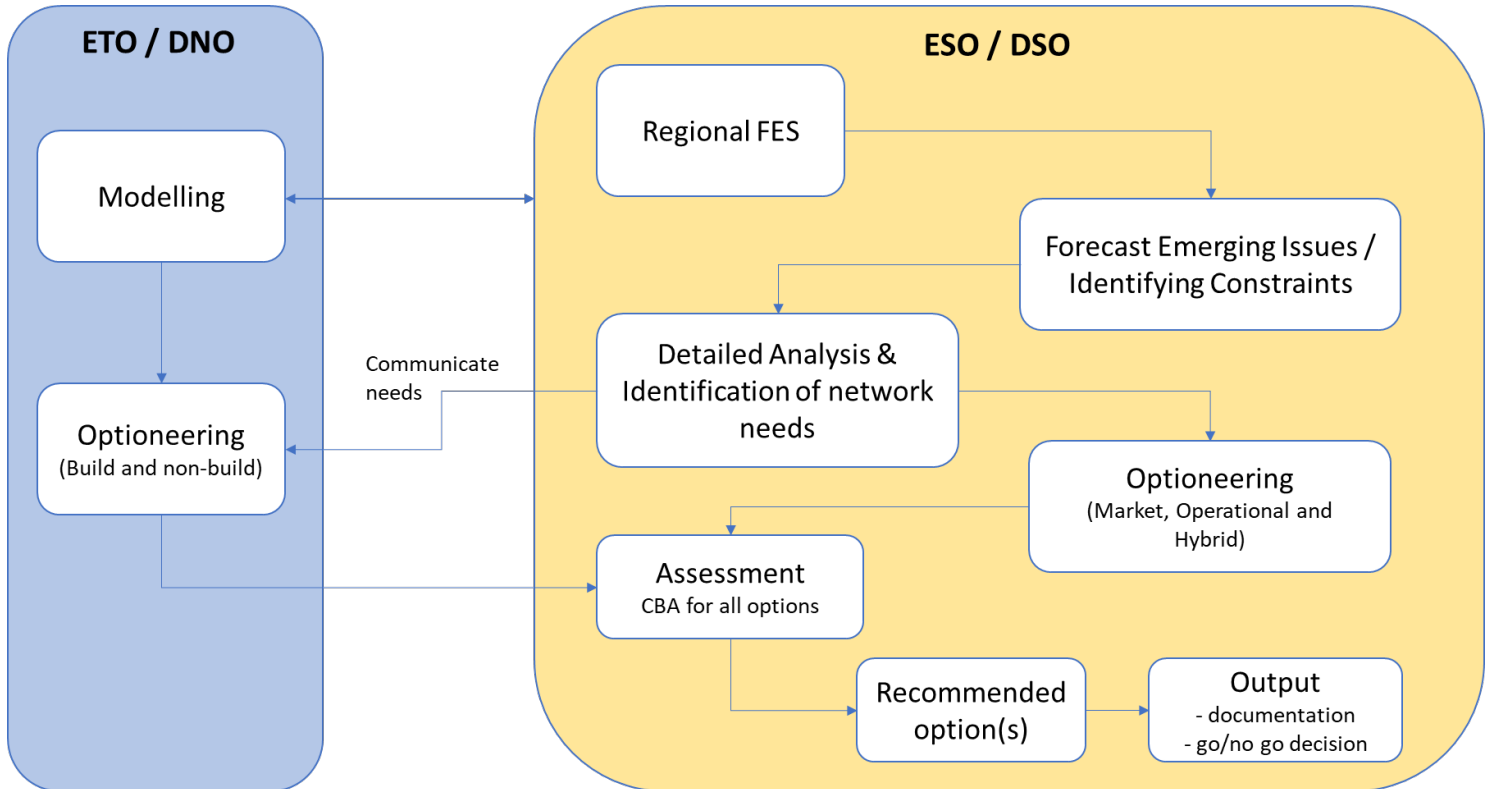 ETO / DNO
Modelling
Optioneering
(Build and non-build)
Communicate
needs
ESO / DSO
Regional FES
Forecast Emerging Issues /
Identifying Constraints
Detailed Analysis &
Identification of network
needs
Optioneering
(Market, Operational and
Hybrid)
Assessment
CBA for all options
Recommended
option(s)
Output
- documentation
- go/no go decision